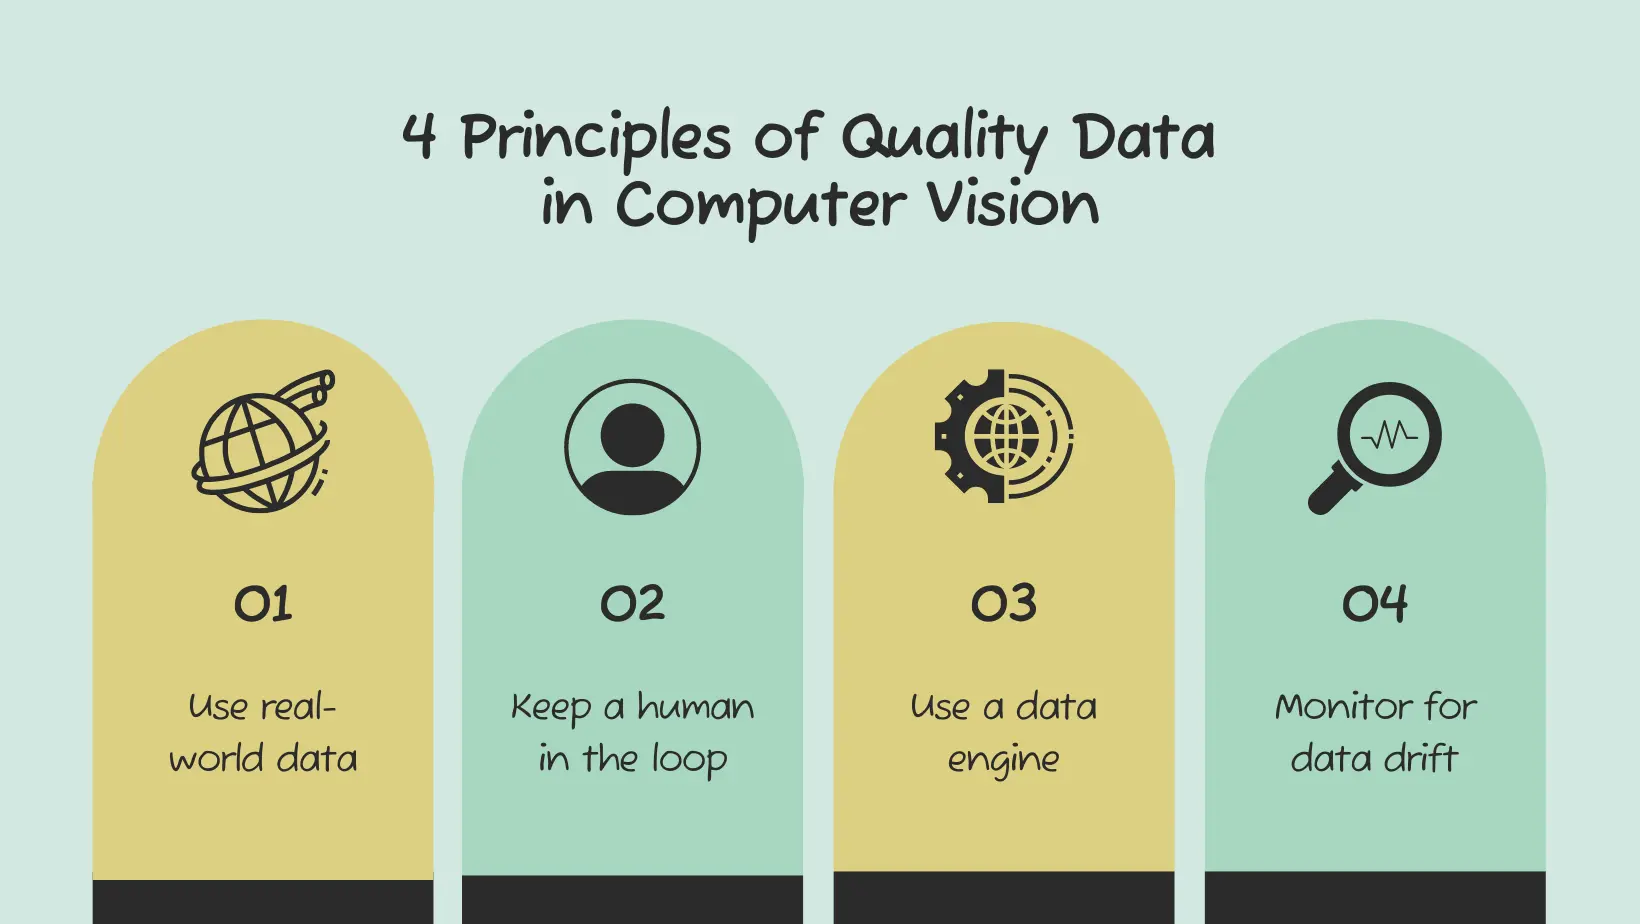 4 Principles of Quality Data
in Computer Vision
01
Use real-
world data
02
Keep a human
in the loop
03
Use a data
engine
04
Monitor for
data drift